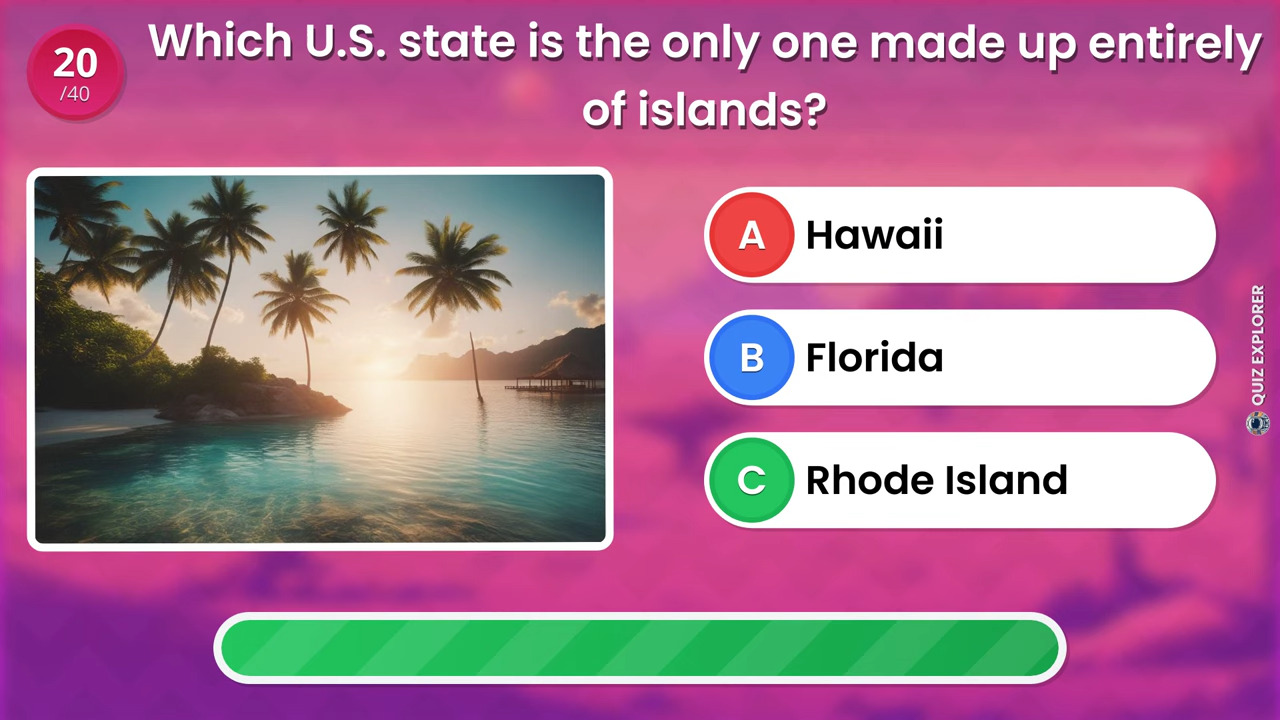 20
/40
Which U.S. state is the only one made up entirely
of islands?
A Hawaii
B Florida
C Rhode Island
QUIZ EXPLORER